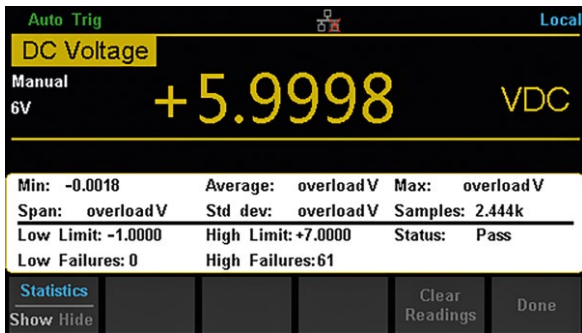 Auto Trig Local
DC Voltage
Manual
6V
+5.9998 VDC
Min: -0.0018 Average: overload V Max: overload V
Span: overload V Std dev: overload V Samples: 2.444k
Low Limit: -1.0000 High Limit: +7.0000 Status: Pass
Low Failures: 0 High Failures: 61
Statistics
Show Hide
Clear
Readings
Done